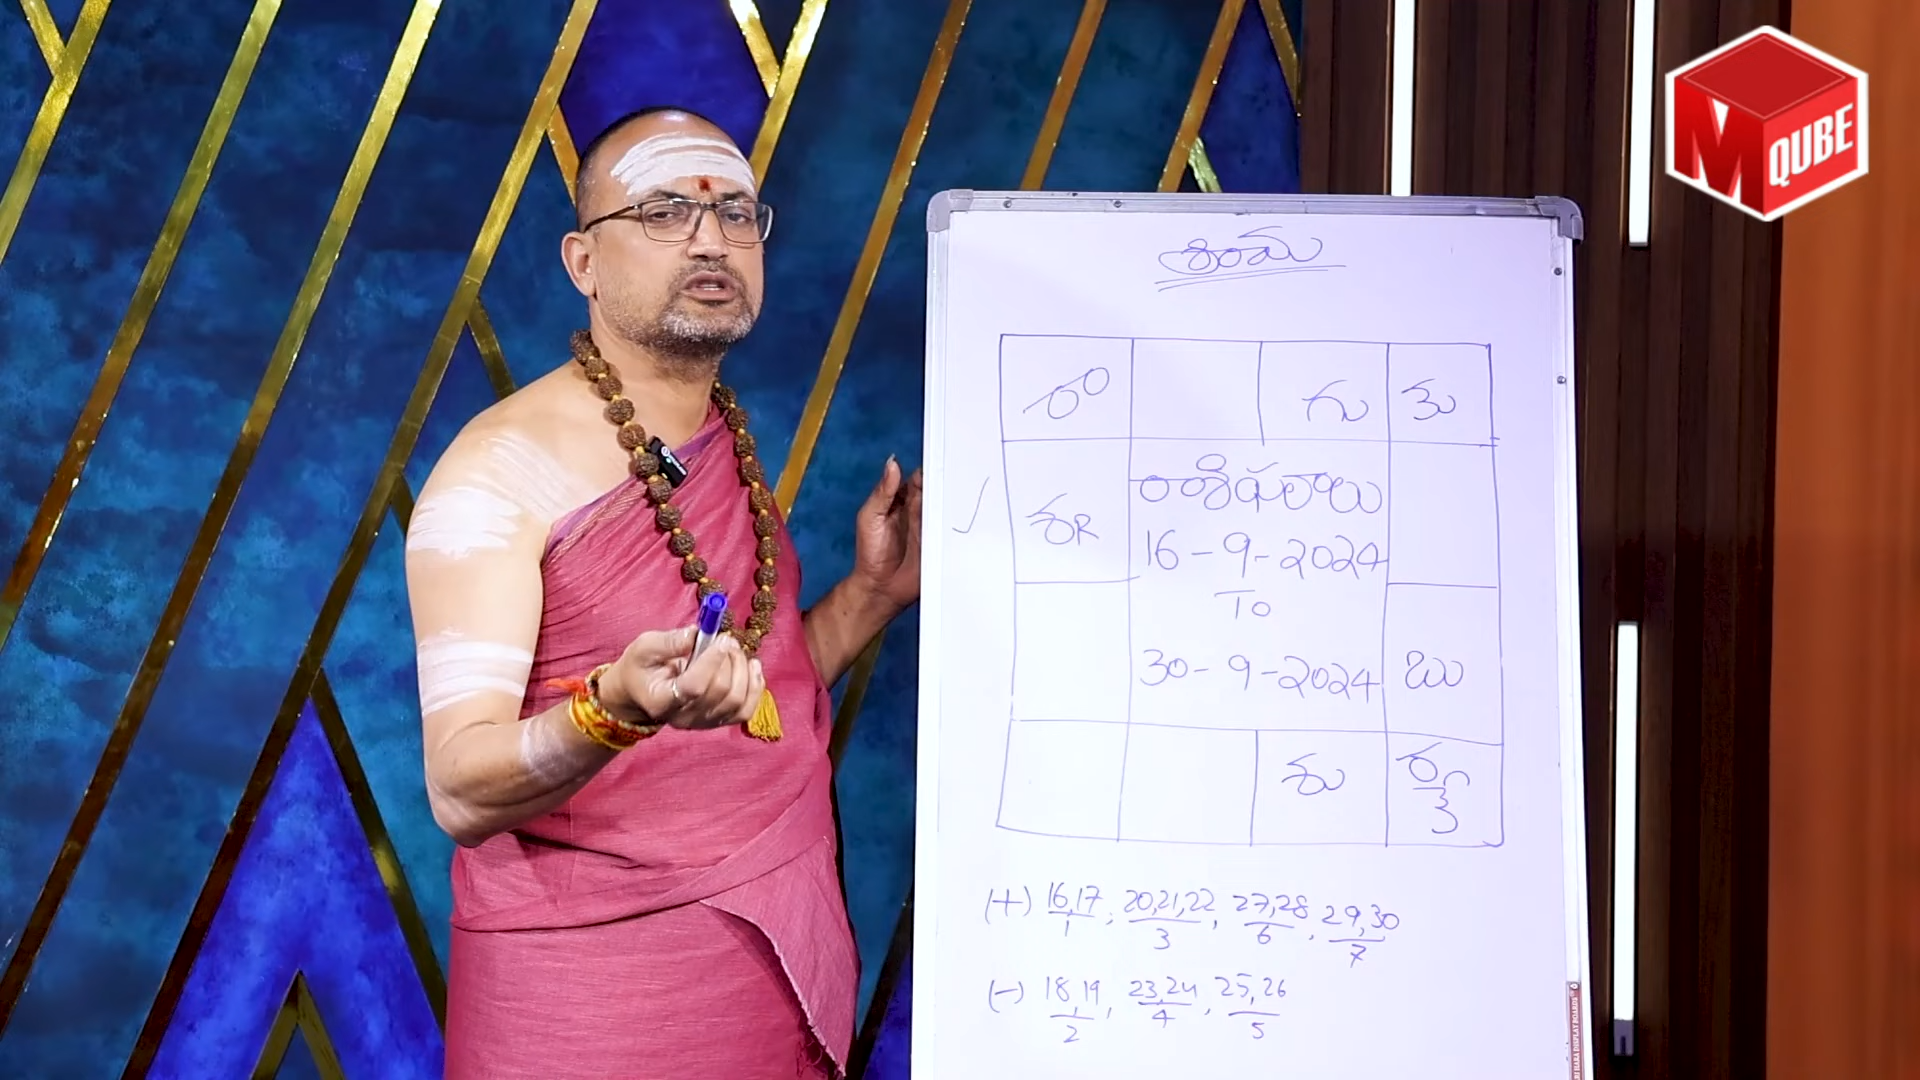 MQUBE
రా
గు
కు
శR
రాశిఫలాలు
16-9-2024
To
30-9-2024
బు
శు
ర
కే
(+) 16,17, 20,21,22, 27,28, 29,30
1 3 6 7
(-) 18,19, 23,24, 25,26
2 4 5